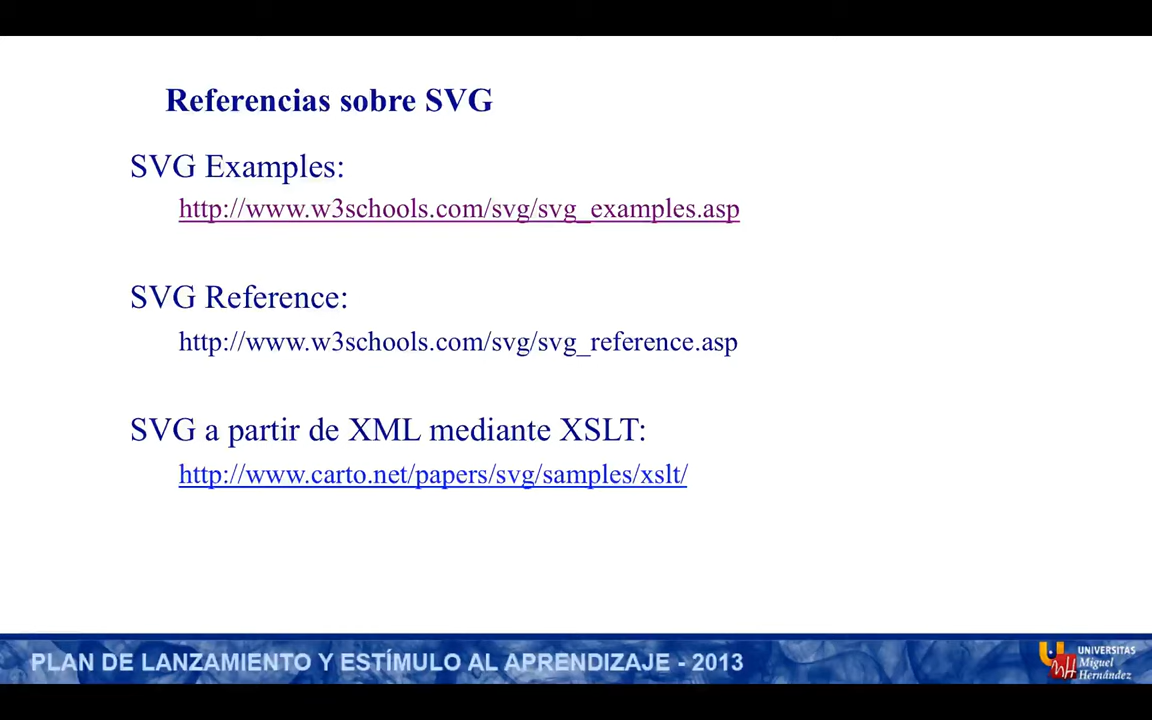 Referencias sobre SVG
SVG Examples:
http://www.w3schools.com/svg/svg_examples.asp
SVG Reference:
http://www.w3schools.com/svg/svg_reference.asp
SVG a partir de XML mediante XSLT:
http://www.carto.net/papers/svg/samples/xslt/
PLAN DE LANZAMIENTO Y ESTÍMULO AL APRENDIZAJE - 2013
UNIVERSITAS
Miguel
Hernández